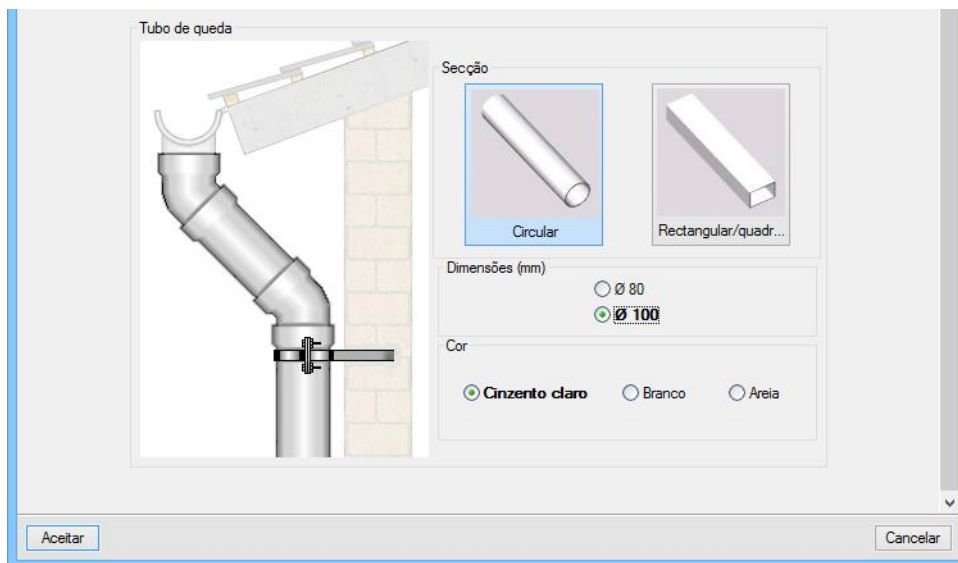 Tubo de queda
Secção
Circular
Rectangular/quadr...
Dimensões (mm)
Ø 80
Ø 100
Cor
Cinzento claro
Branco
Areia
Aceitar
Cancelar